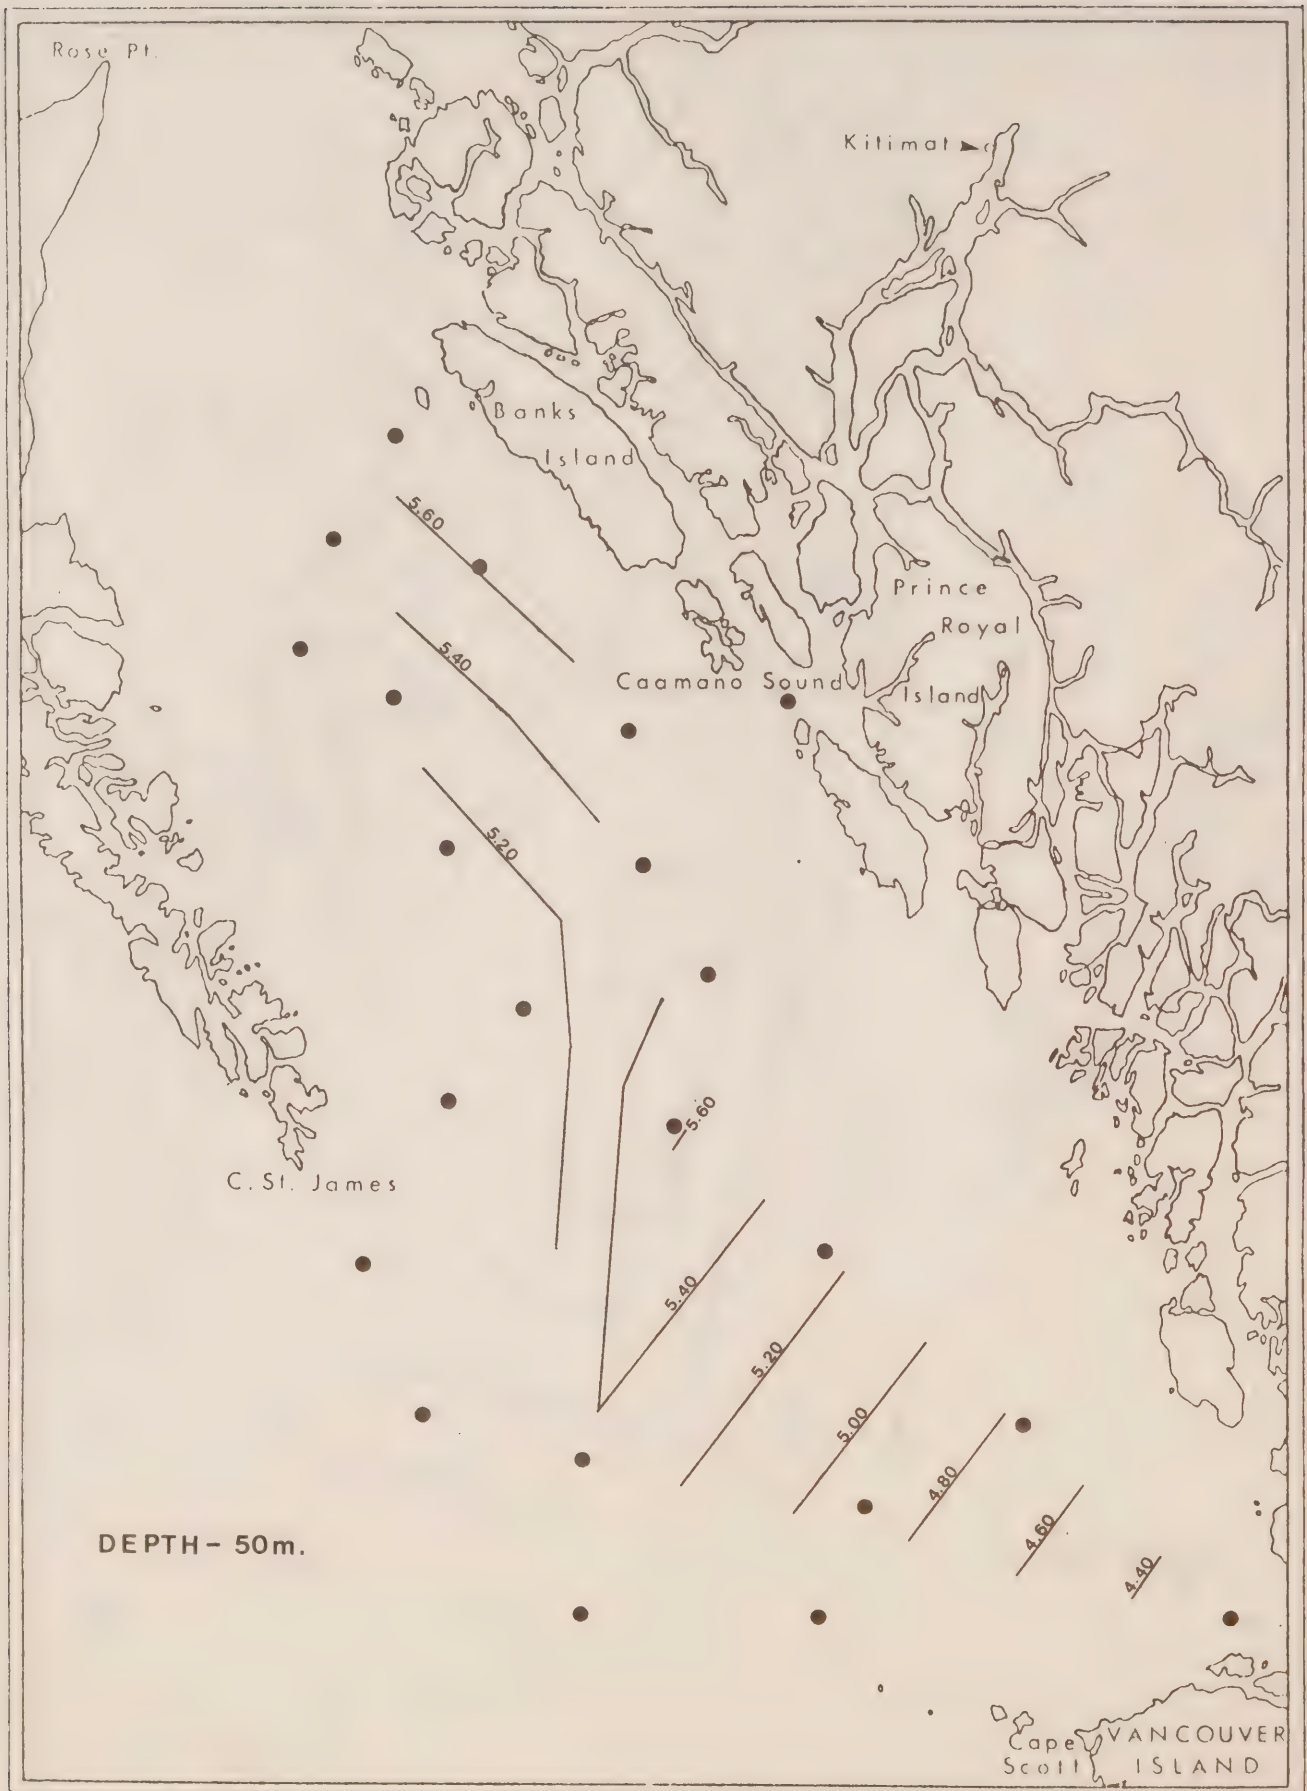 Rose Pt.
Kitimat
Banks
Island
5.60
Prince
Royal
Island
5.40
Caamano Sound
5.20
5.60
C. St. James
5.40
5.20
5.00
4.80
4.60
4.40
DEPTH - 50m.
Cape
Scott
VANCOUVER
ISLAND